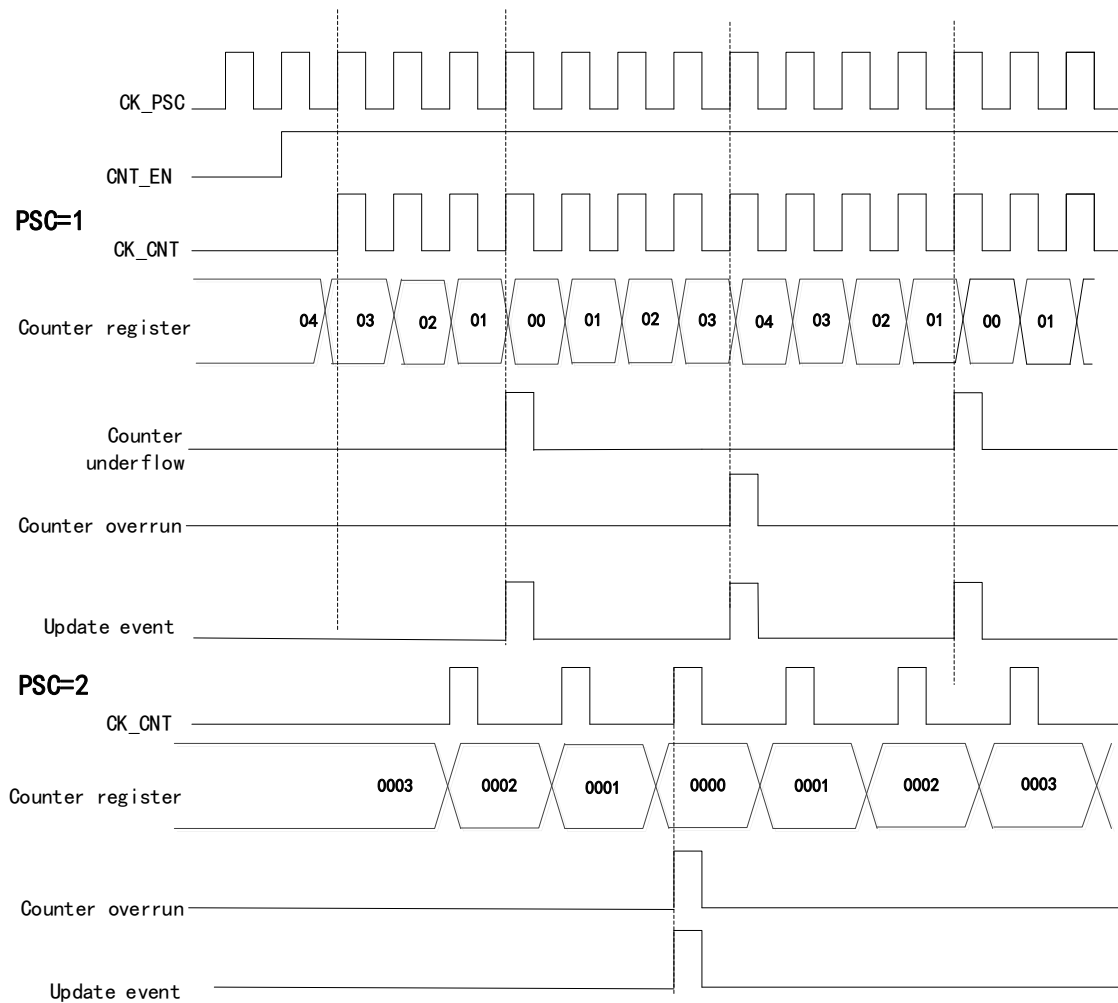 CK_PSC
CNT_EN
PSC=1
CK_CNT
Counter register
04 03 02 01 00 01 02 03 04 03 02 01 00 01
Counter
underflow
Counter overrun
Update event
PSC=2
CK_CNT
Counter register
0003 0002 0001 0000 0001 0002 0003
Counter overrun
Update event